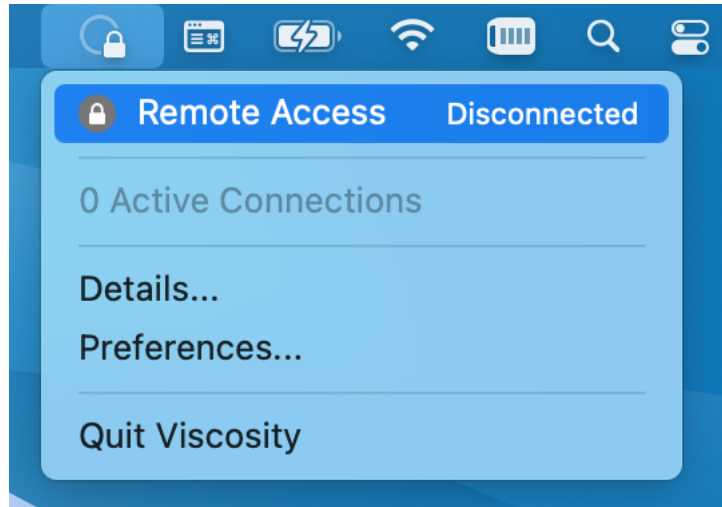 Remote Access Disconnected
0 Active Connections
Details...
Preferences...
Quit Viscosity